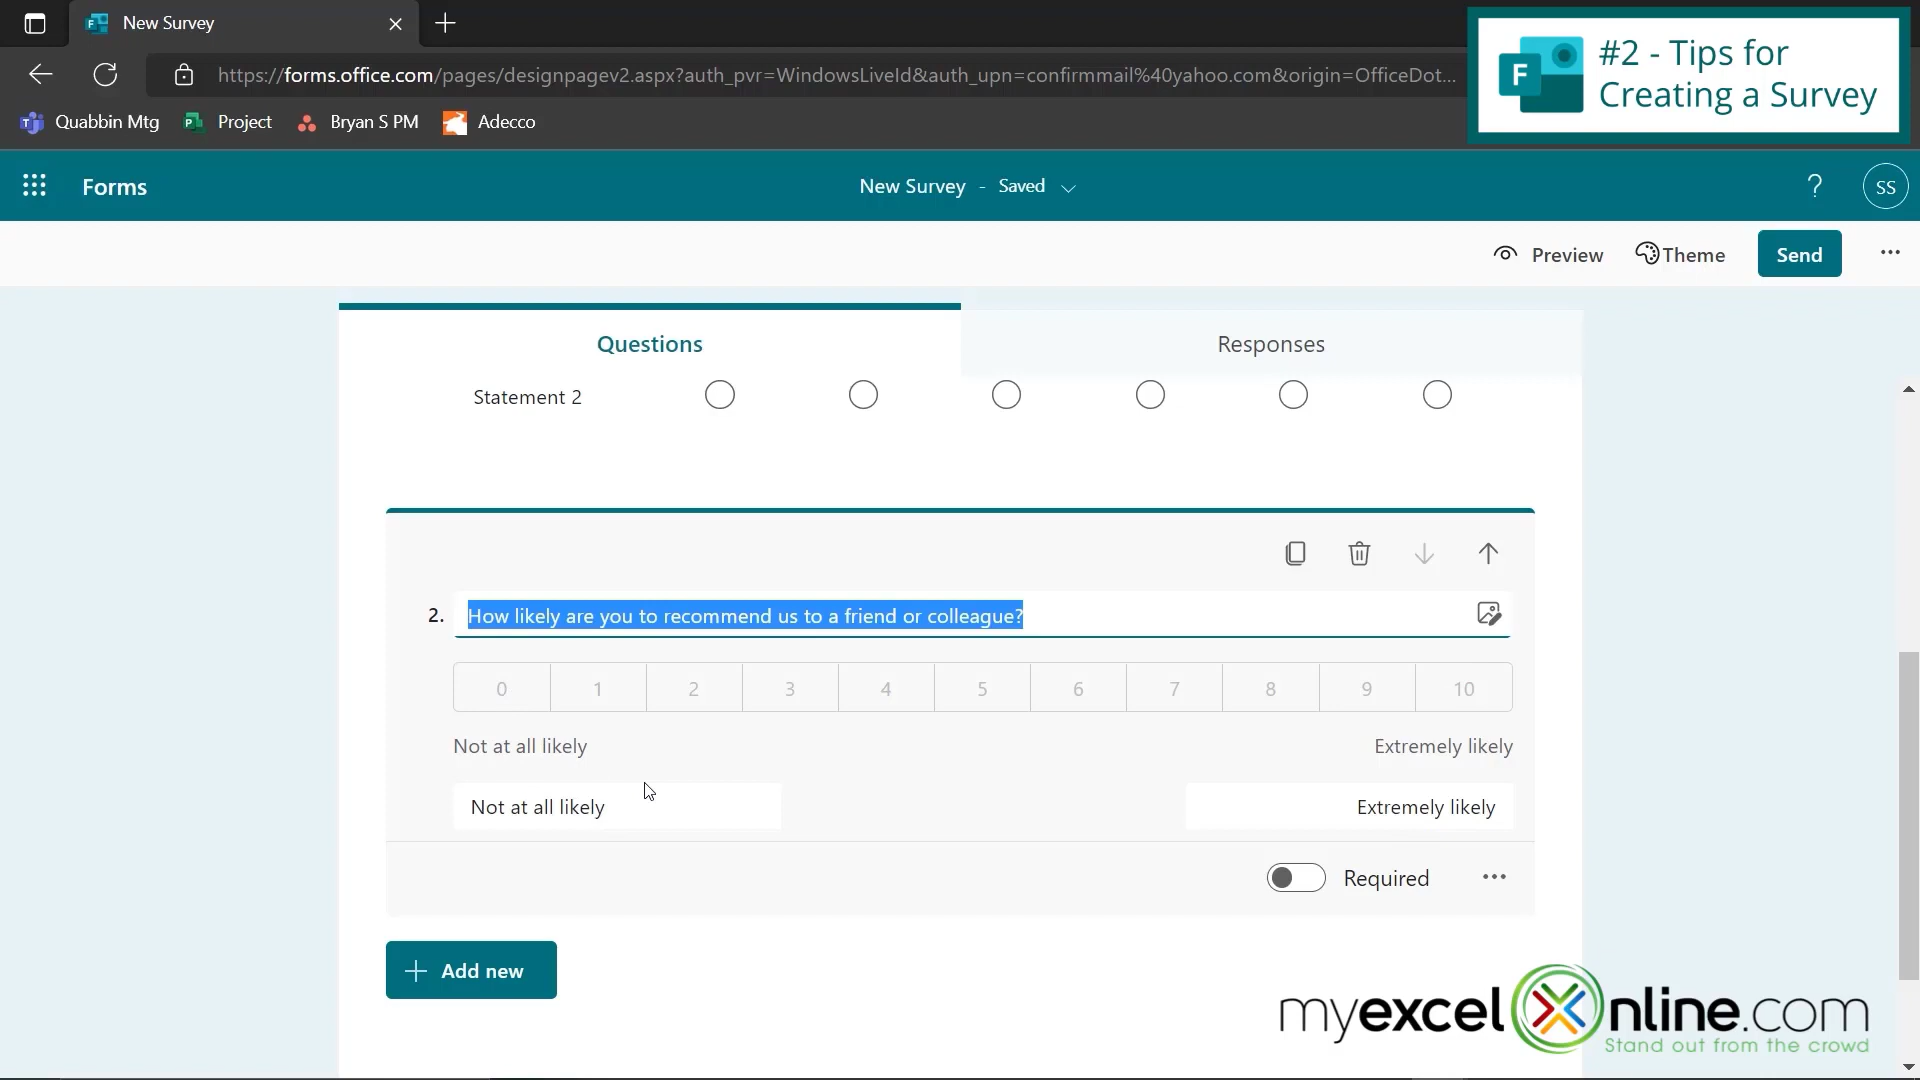 New Survey
#2 - Tips for
Creating a Survey
F
https://forms.office.com/pages/designpagev2.aspx?auth_pvr=WindowsLiveId&auth_upn=confirmmail%40yahoo.com&origin=OfficeDot...
Quabbin Mtg Project Bryan S PM Adecco
Forms New Survey - Saved ? SS
Preview Theme Send ...
Questions Responses
Statement 2
2. How likely are you to recommend us to a friend or colleague?
0 1 2 3 4 5 6 7 8 9 10
Not at all likely Extremely likely
Not at all likely Extremely likely
Required ...
+ Add new
myexcelonline.com
Stand out from the crowd